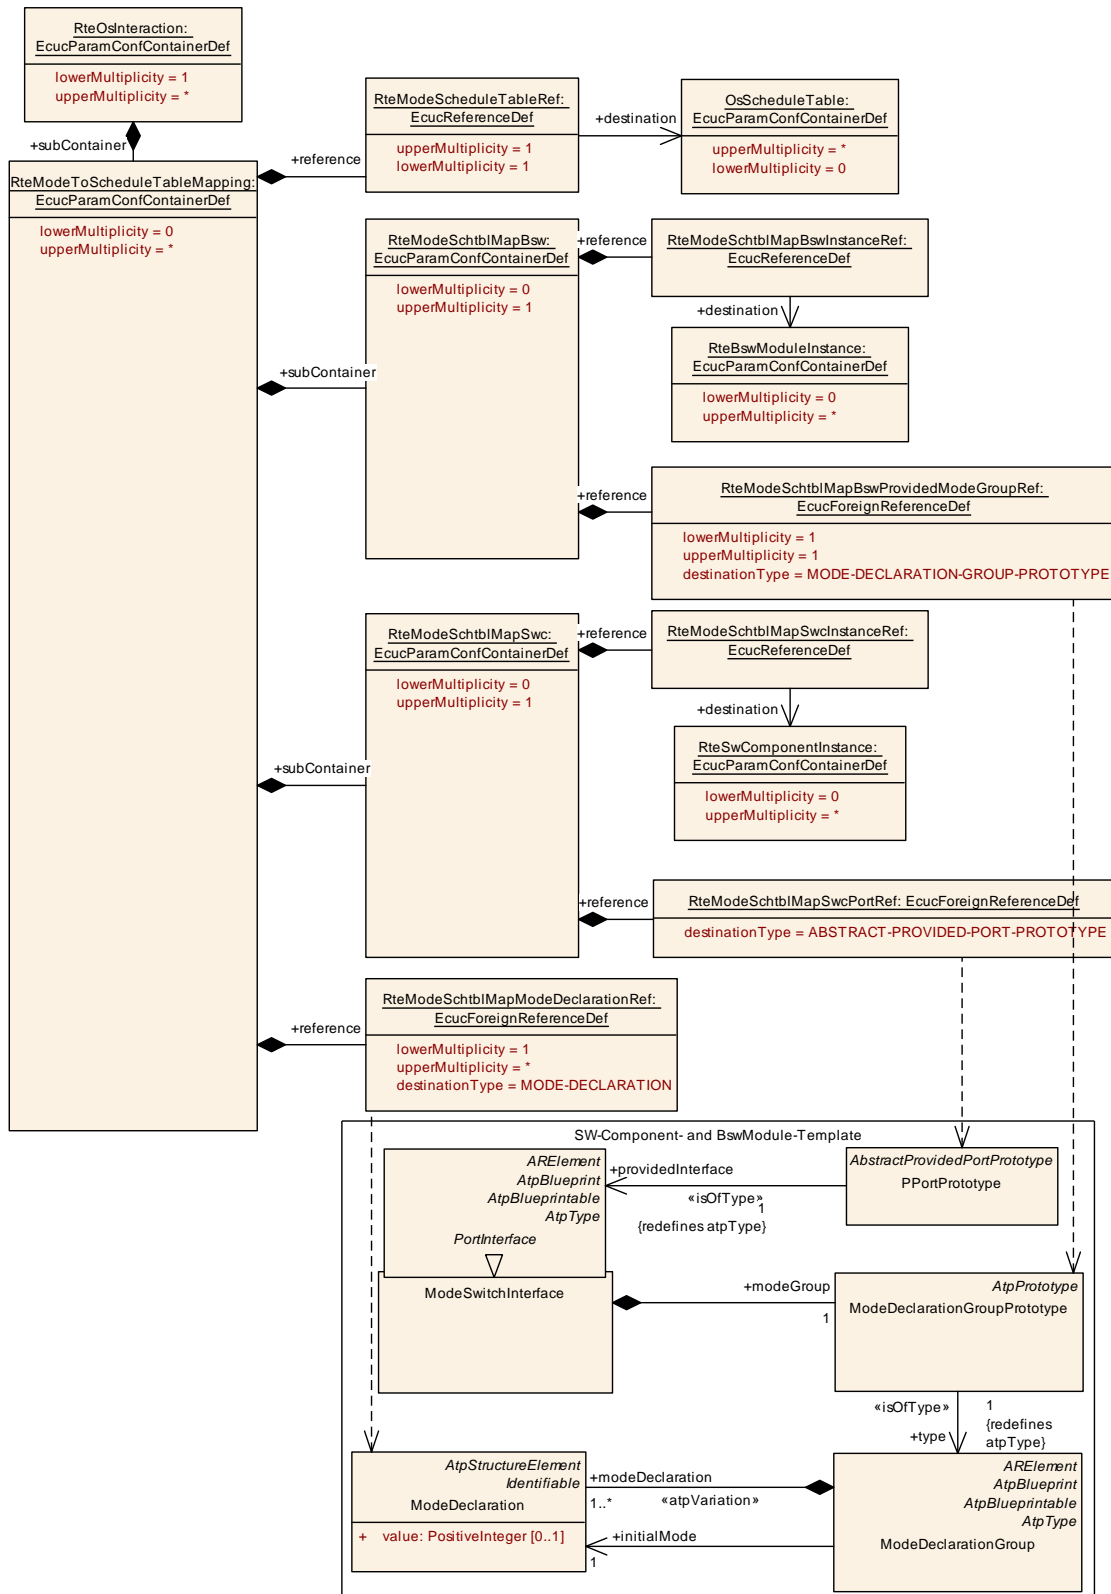 RteOsInteraction:
EcucParamConfContainerDef
lowerMultiplicity = 1
upperMultiplicity = *
+subContainer
RteModeToScheduleTableMapping:
EcucParamConfContainerDef
lowerMultiplicity = 0
upperMultiplicity = *
+reference
RteModeScheduleTableRef:
EcucReferenceDef
upperMultiplicity = 1
lowerMultiplicity = 1
+destination
OsScheduleTable:
EcucParamConfContainerDef
upperMultiplicity = *
lowerMultiplicity = 0
+subContainer
RteModeSchtblMapBsw:
EcucParamConfContainerDef
lowerMultiplicity = 0
upperMultiplicity = 1
+reference
RteModeSchtblMapBswInstanceRef:
EcucReferenceDef
+destination
RteBswModuleInstance:
EcucParamConfContainerDef
lowerMultiplicity = 0
upperMultiplicity = *
+reference
RteModeSchtblMapBswProvidedModeGroupRef:
EcucForeignReferenceDef
lowerMultiplicity = 1
upperMultiplicity = 1
destinationType = MODE-DECLARATION-GROUP-PROTOTYPE
+subContainer
RteModeSchtblMapSwc:
EcucParamConfContainerDef
lowerMultiplicity = 0
upperMultiplicity = 1
+reference
RteModeSchtblMapSwcInstanceRef:
EcucReferenceDef
+destination
RteSwComponentInstance:
EcucParamConfContainerDef
lowerMultiplicity = 0
upperMultiplicity = *
+reference
RteModeSchtblMapSwcPortRef: EcucForeignReferenceDef
destinationType = ABSTRACT-PROVIDED-PORT-PROTOTYPE
+reference
RteModeSchtblMapModeDeclarationRef:
EcucForeignReferenceDef
lowerMultiplicity = 1
upperMultiplicity = *
destinationType = MODE-DECLARATION
SW-Component- and BswModule-Template
ARElement
AtpBlueprint
AtpBlueprintable
AtpType
PortInterface
+providedInterface
«isOfType»
1
{redefines atpType}
AbstractProvidedPortPrototype
PPortPrototype
ModeSwitchInterface
+modeGroup
1
AtpPrototype
ModeDeclarationGroupPrototype
«isOfType»
1
{redefines
atpType}
+type
AtpStructureElement
Identifiable
ModeDeclaration
+ value: PositiveInteger [0..1]
+modeDeclaration
1..*
«atpVariation»
+initialMode
1
ARElement
AtpBlueprint
AtpBlueprintable
AtpType
ModeDeclarationGroup